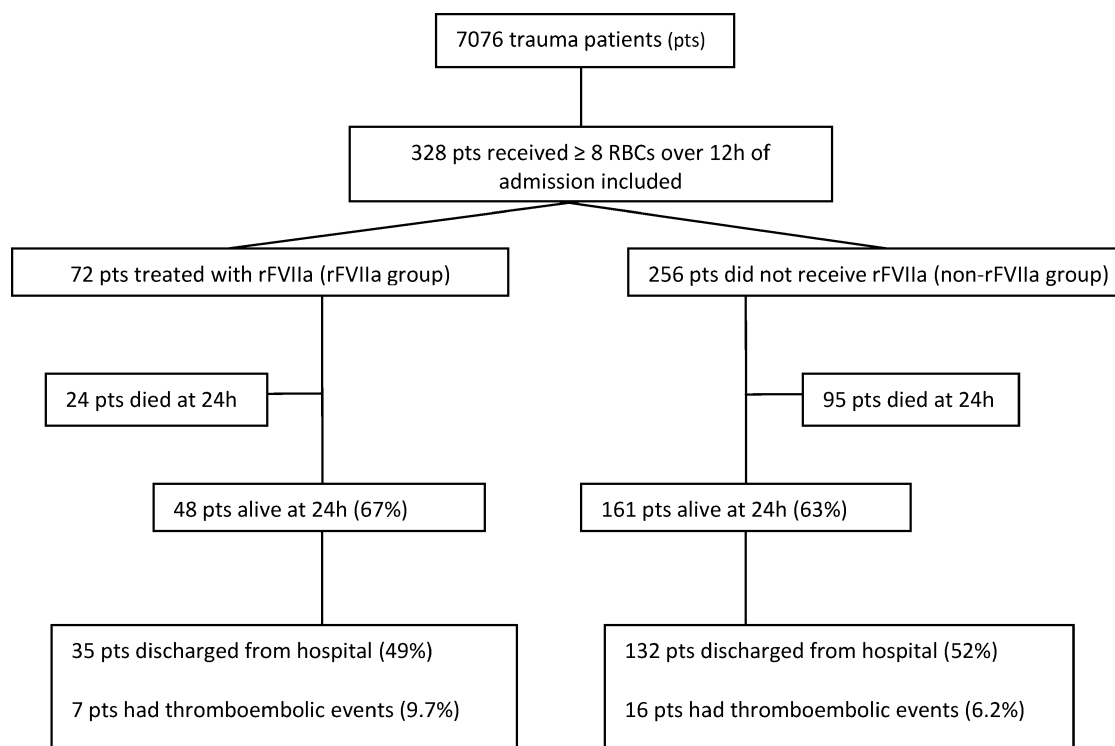 7076 trauma patients (pts)
328 pts received ≥ 8 RBCs over 12h of
admission included
72 pts treated with rFVIIa (rFVIIa group)
256 pts did not receive rFVIIa (non-rFVIIa group)
24 pts died at 24h
95 pts died at 24h
48 pts alive at 24h (67%)
161 pts alive at 24h (63%)
35 pts discharged from hospital (49%)
7 pts had thromboembolic events (9.7%)
132 pts discharged from hospital (52%)
16 pts had thromboembolic events (6.2%)